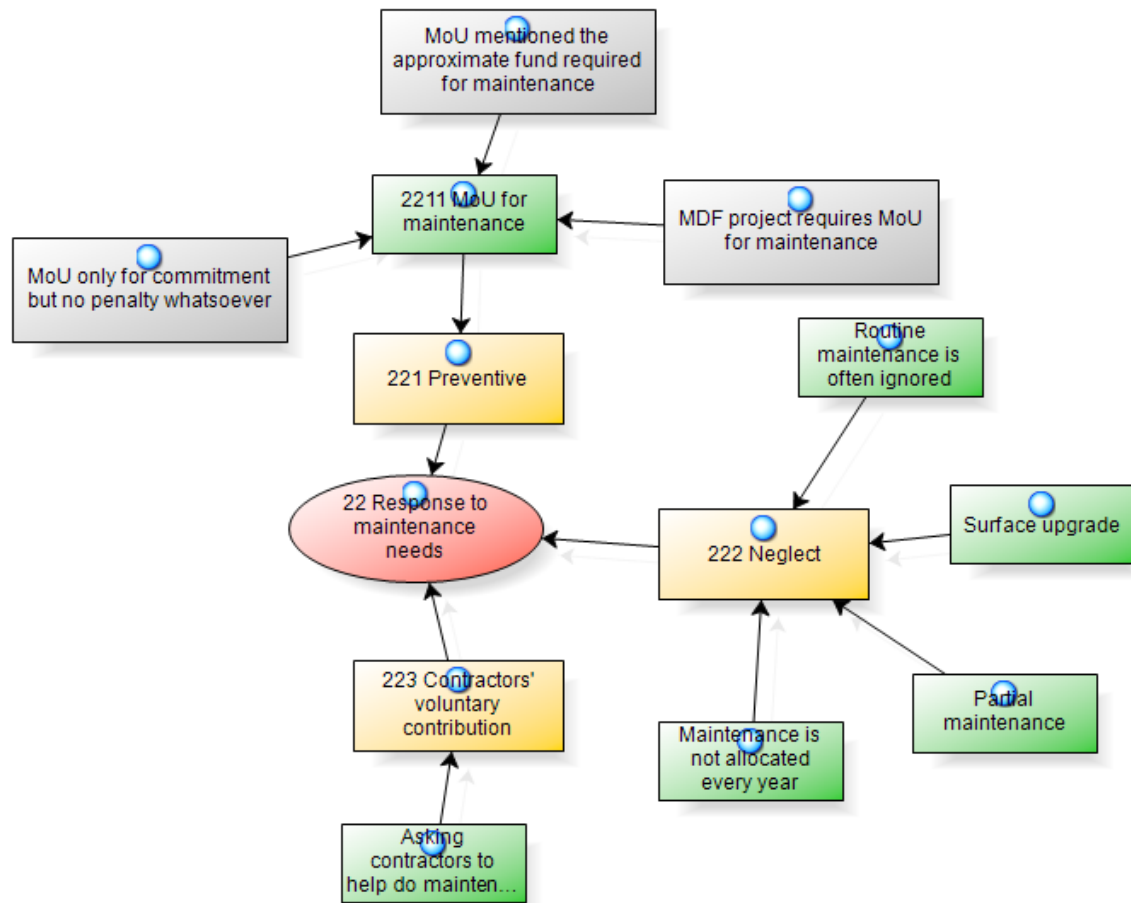 MoU mentioned the
approximate fund required
for maintenance
2211 MoU for
maintenance
MDF project requires MoU
for maintenance
MoU only for commitment
but no penalty whatsoever
221 Preventive
Routine
maintenance is
often ignored
22 Response to
maintenance
needs
222 Neglect
Surface upgrade
223 Contractors'
voluntary
contribution
Partial
maintenance
Maintenance is
not allocated
every year
Asking
contractors to
help do mainten...